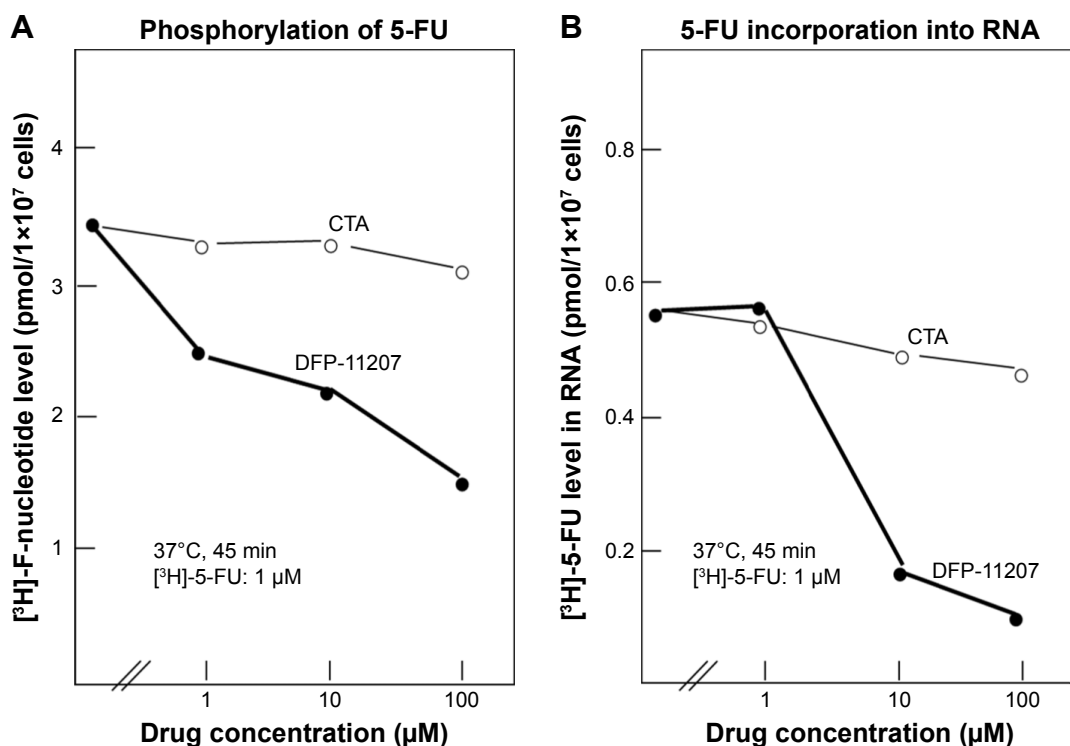 A
Phosphorylation of 5-FU
[³H]-F-nucleotide level (pmol/1×10⁷ cells)
4
3
2
1
CTA
DFP-11207
37°C, 45 min
[³H]-5-FU: 1 µM
1
10
100
Drug concentration (µM)
B
5-FU incorporation into RNA
[³H]-5-FU level in RNA (pmol/1×10⁷ cells)
0.8
0.6
0.4
0.2
CTA
37°C, 45 min
[³H]-5-FU: 1 µM
DFP-11207
1
10
100
Drug concentration (µM)